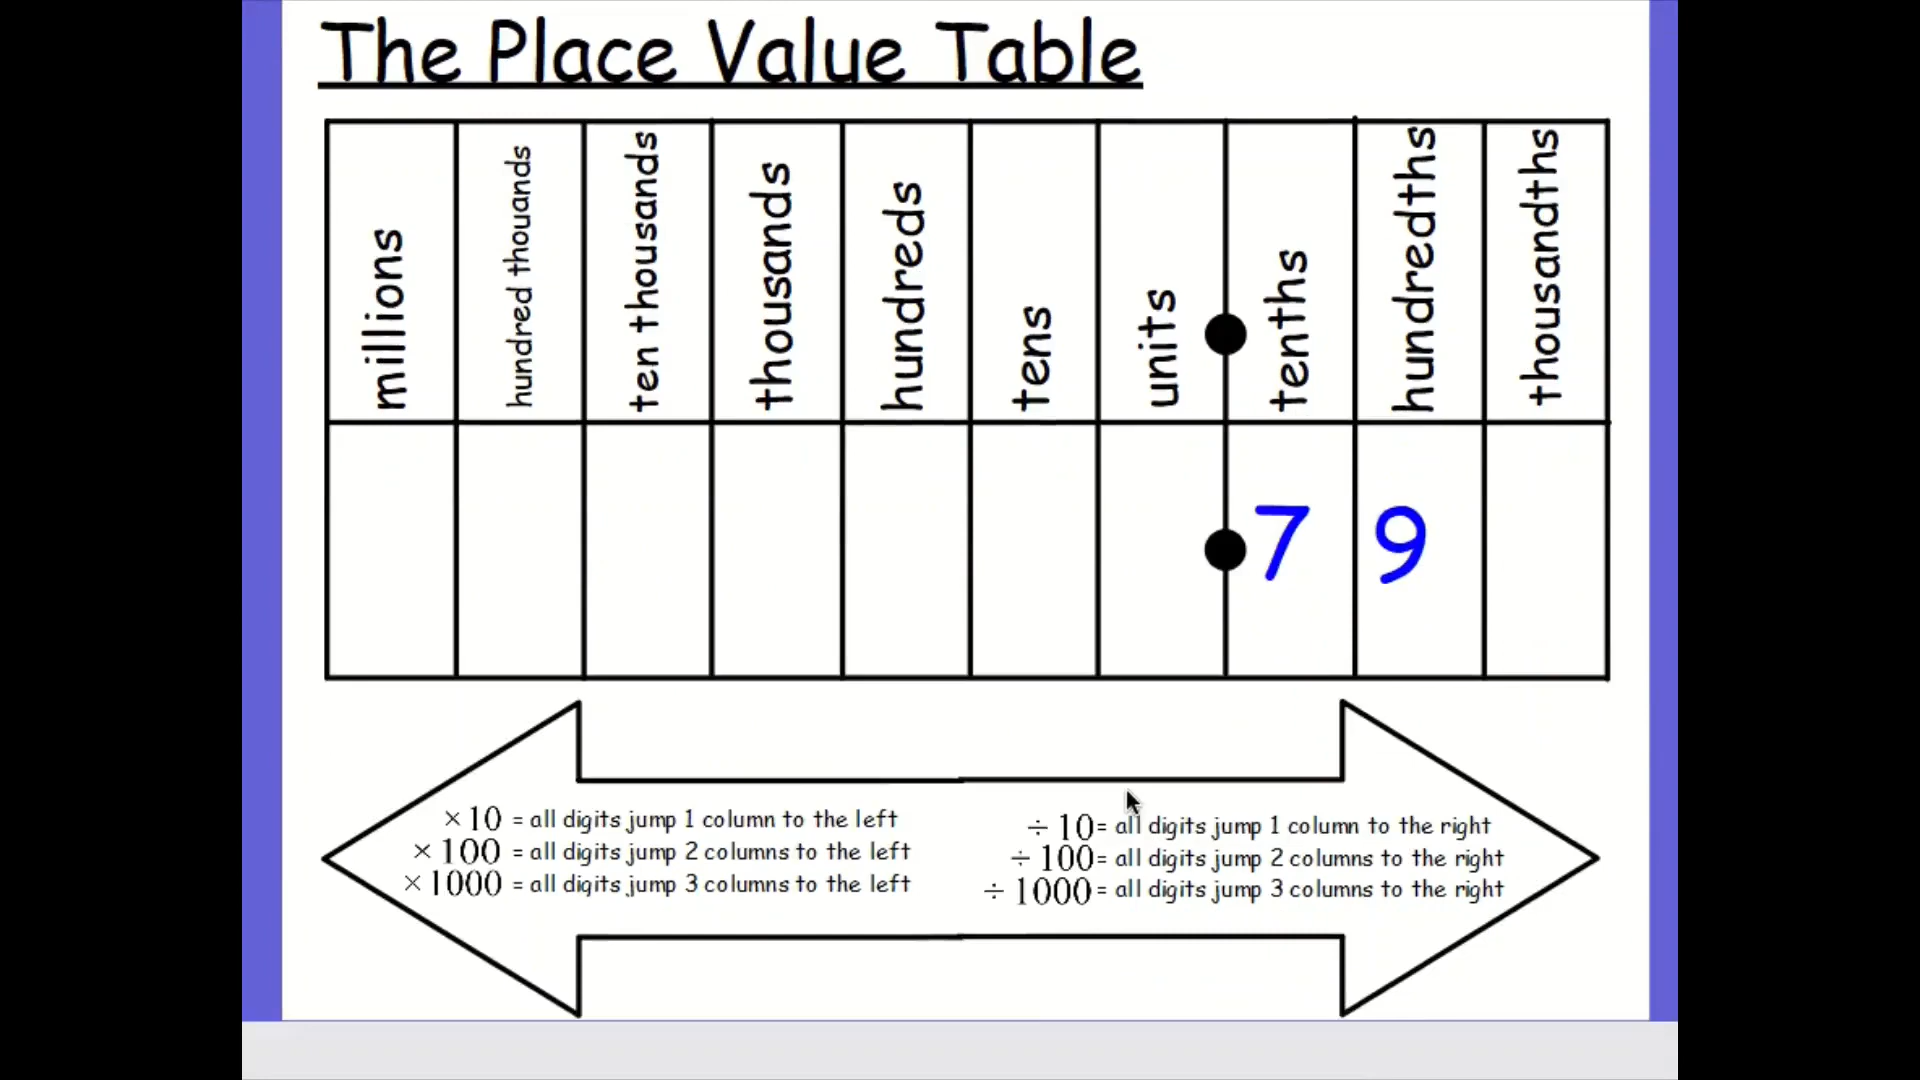 The Place Value Table
millions
hundred thouands
ten thousands
thousands
hundreds
tens
units
tenths
hundredths
thousandths
7 9
×10 = all digits jump 1 column to the left
×100 = all digits jump 2 columns to the left
×1000 = all digits jump 3 columns to the left
÷10= all digits jump 1 column to the right
÷100= all digits jump 2 columns to the right
÷1000= all digits jump 3 columns to the right